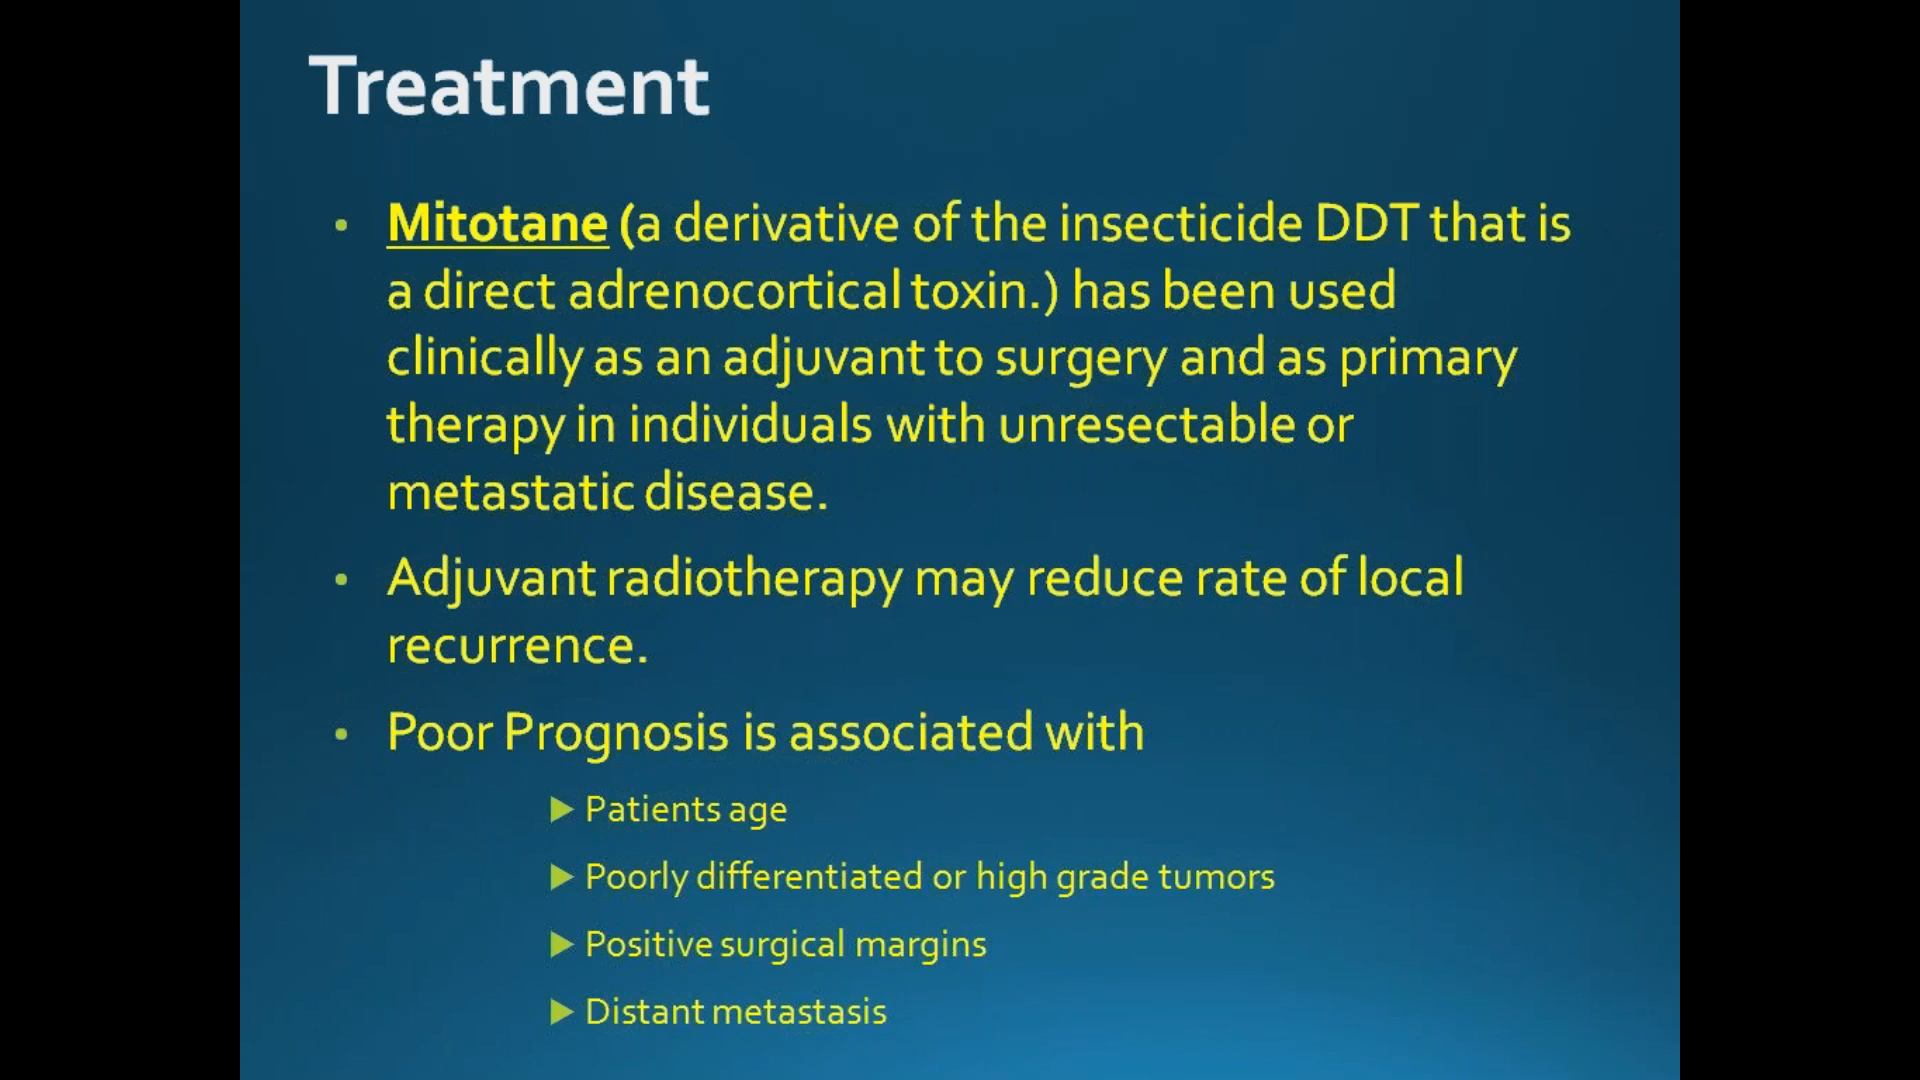 Treatment
• Mitotane (a derivative of the insecticide DDT that is
a direct adrenocortical toxin.) has been used
clinically as an adjuvant to surgery and as primary
therapy in individuals with unresectable or
metastatic disease.
• Adjuvant radiotherapy may reduce rate of local
recurrence.
• Poor Prognosis is associated with
▶ Patients age
▶ Poorly differentiated or high grade tumors
▶ Positive surgical margins
▶ Distant metastasis